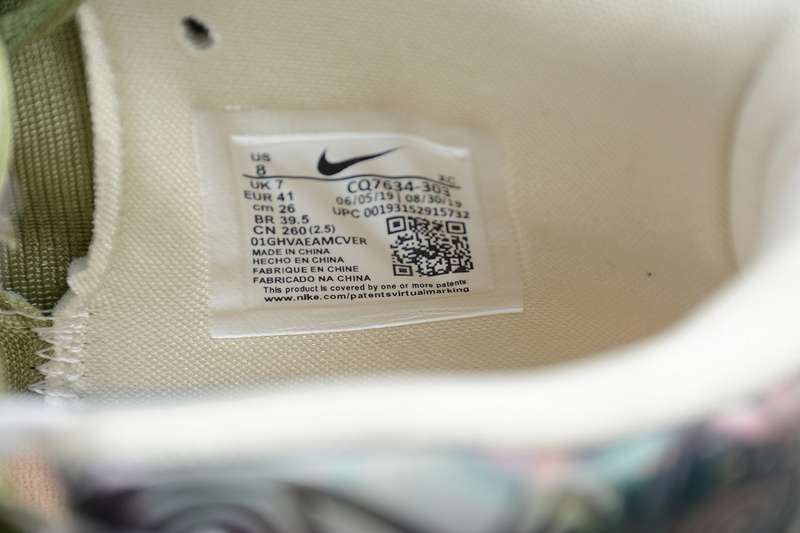 US
8
UK 7
EUR 41
cm 26
BR 39.5
CN 260 (2.5)
01GHVAEAMCVER
MADE IN CHINA
HECHO EN CHINA
FABRIQUE EN CHINE
FABRICADO NA CHINA
XC
CQ7634-303
06/05/19 | 08/30/19
UPC 00193152915732
This product is covered by one or more patents
www.nike.com/patentsvirtualmarking